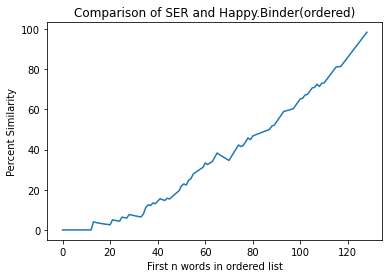 Comparison of SER and Happy.Binder(ordered)
100
80
60
40
20
0
Percent Similarity
0 20 40 60 80 100 120
First n words in ordered list